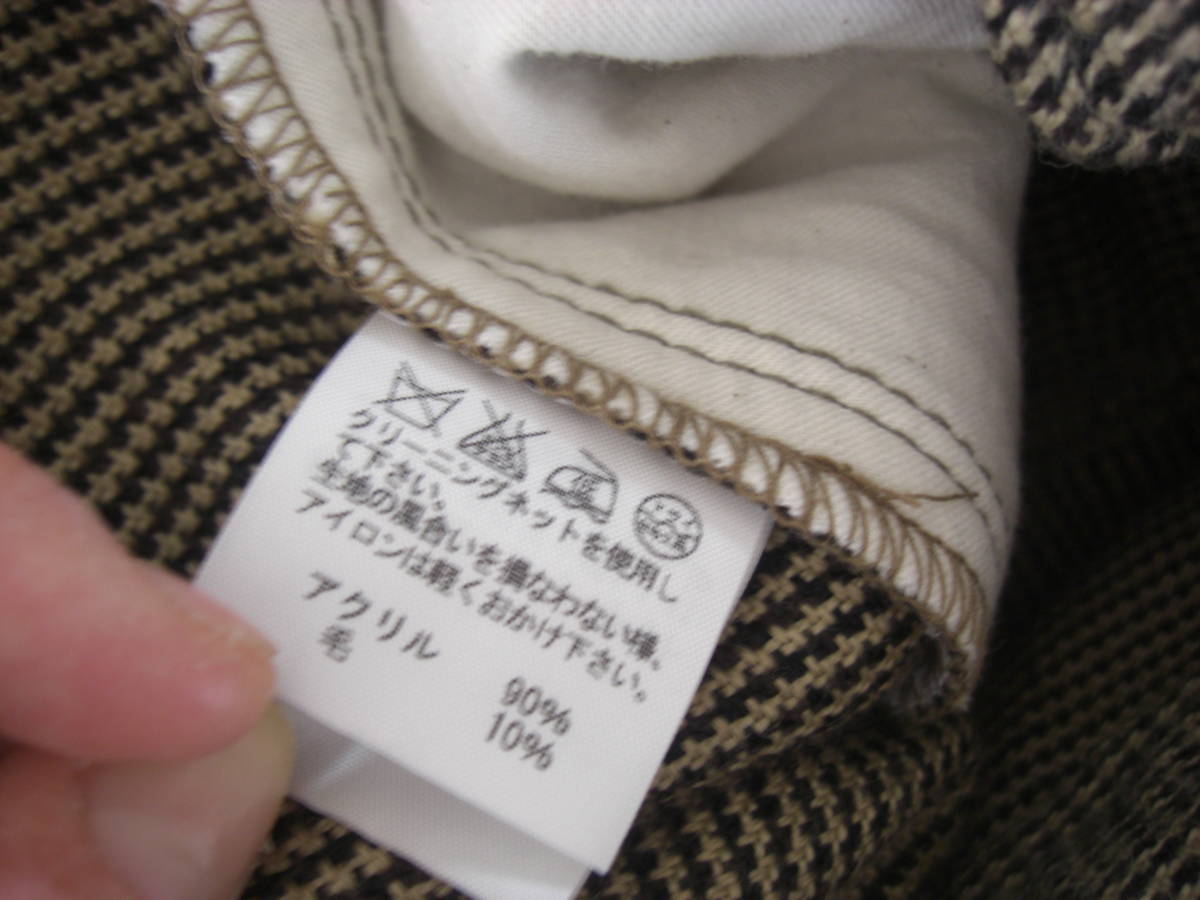 クリーニングネットを使用し
て下さい。
生地の風合いを損なわない様、
アイロンは軽くおかけ下さい。
アクリル 90%
毛 10%